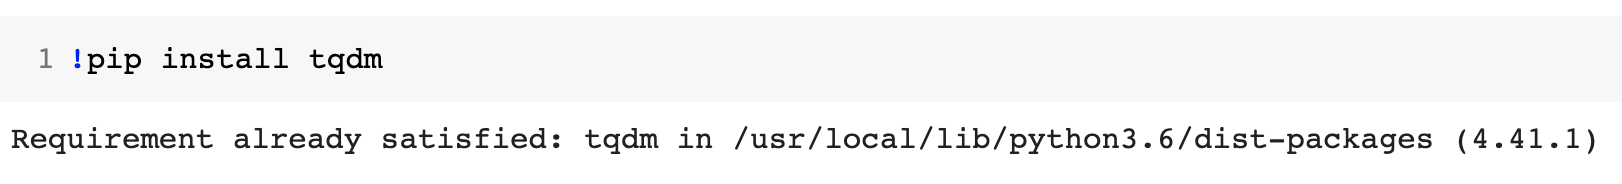 1 !pip install tqdm
Requirement already satisfied: tqdm in /usr/local/lib/python3.6/dist-packages (4.41.1)